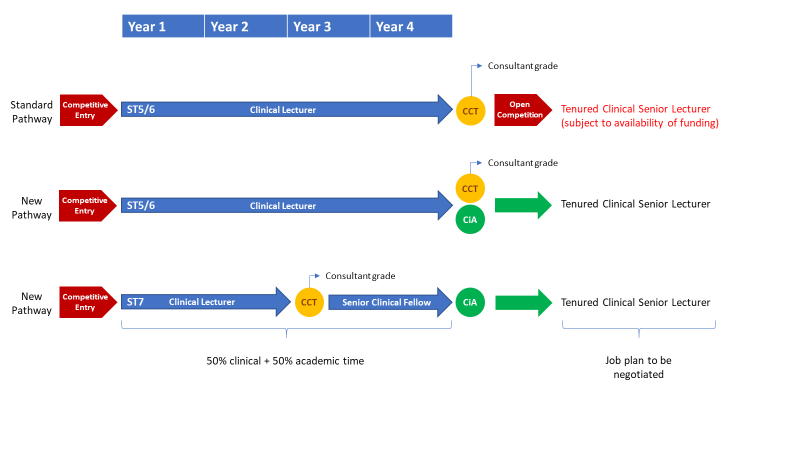 Year 1 Year 2 Year 3 Year 4
Consultant grade
Standard
Pathway
Competitive
Entry
ST5/6 Clinical Lecturer
CCT
Open
Competition
Tenured Clinical Senior Lecturer
(subject to availability of funding)
Consultant grade
New
Pathway
Competitive
Entry
ST5/6 Clinical Lecturer
CCT
CiA
Tenured Clinical Senior Lecturer
Consultant grade
New
Pathway
Competitive
Entry
ST7 Clinical Lecturer
CCT
Senior Clinical Fellow
CiA
Tenured Clinical Senior Lecturer
50% clinical + 50% academic time
Job plan to be
negotiated